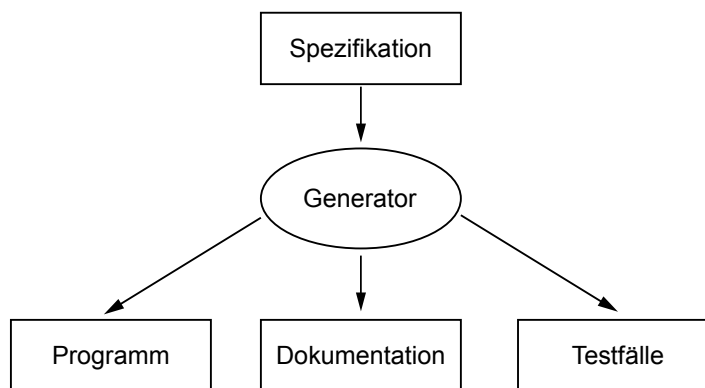 Spezifikation
Generator
Programm
Dokumentation
Testfälle